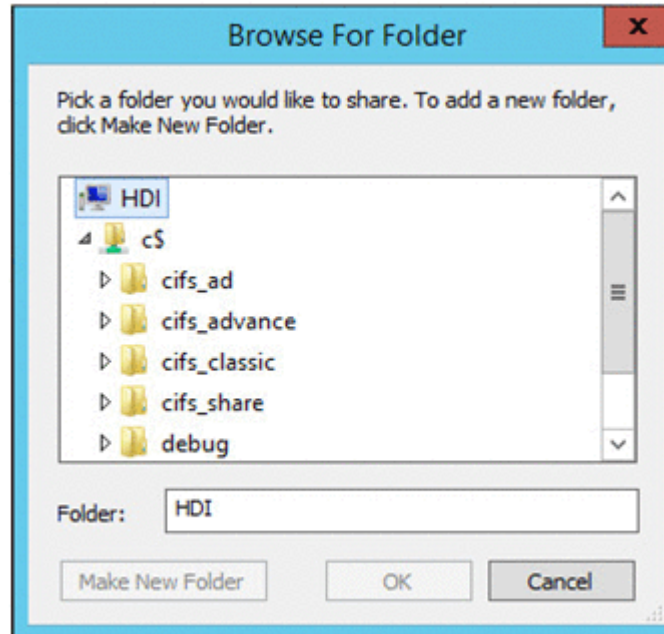 Browse For Folder
x
Pick a folder you would like to share. To add a new folder,
click Make New Folder.
HDI
c$
cifs_ad
cifs_advance
cifs_classic
cifs_share
debug
Folder: HDI
Make New Folder OK Cancel